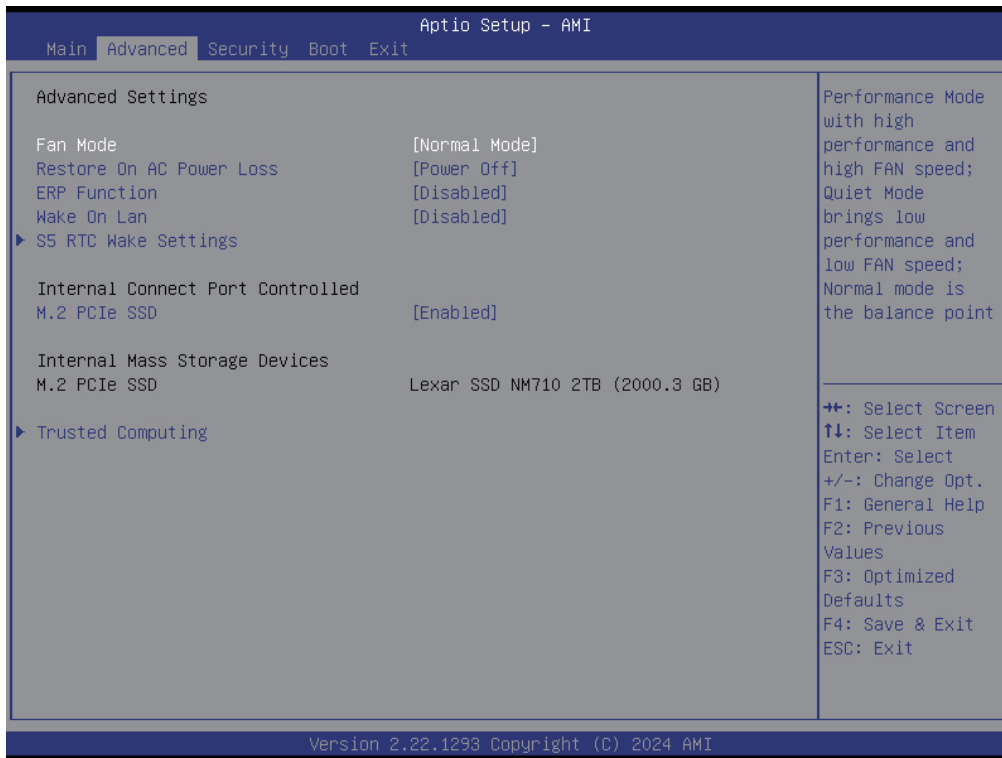 Aptio Setup – AMI
Main Advanced Security Boot Exit
Advanced Settings
Fan Mode [Normal Mode]
Restore On AC Power Loss [Power Off]
ERP Function [Disabled]
Wake On Lan [Disabled]
▶ S5 RTC Wake Settings
Internal Connect Port Controlled
M.2 PCIe SSD [Enabled]
Internal Mass Storage Devices
M.2 PCIe SSD Lexar SSD NM710 2TB (2000.3 GB)
▶ Trusted Computing
Performance Mode
with high
performance and
high FAN speed;
Quiet Mode
brings low
performance and
low FAN speed;
Normal mode is
the balance point
→←: Select Screen
↑↓: Select Item
Enter: Select
+/-: Change Opt.
F1: General Help
F2: Previous
Values
F3: Optimized
Defaults
F4: Save & Exit
ESC: Exit
Version 2.22.1293 Copyright (C) 2024 AMI